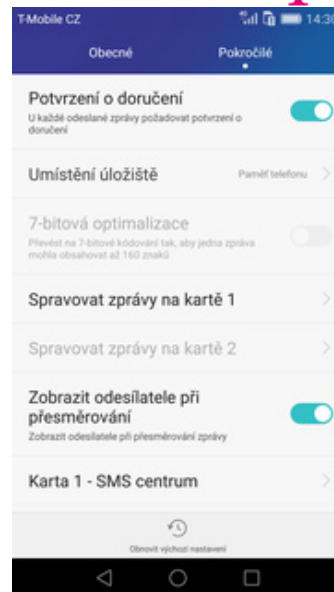 T-Mobile CZ 14:30
Obecné Pokročilé
Potvrzení o doručení
U každé odeslané zprávy požadovat potvrzení o
doručení
Umístění úložiště Paměť telefonu
7-bitová optimalizace
Převést na 7-bitové kódování tak, aby jedna zpráva
mohla obsahovat až 160 znaků
Spravovat zprávy na kartě 1
Spravovat zprávy na kartě 2
Zobrazit odesílatele při
přesměrování
Zobrazit odesílatele při přesměrování zprávy
Karta 1 - SMS centrum
Obnovit výchozí nastavení